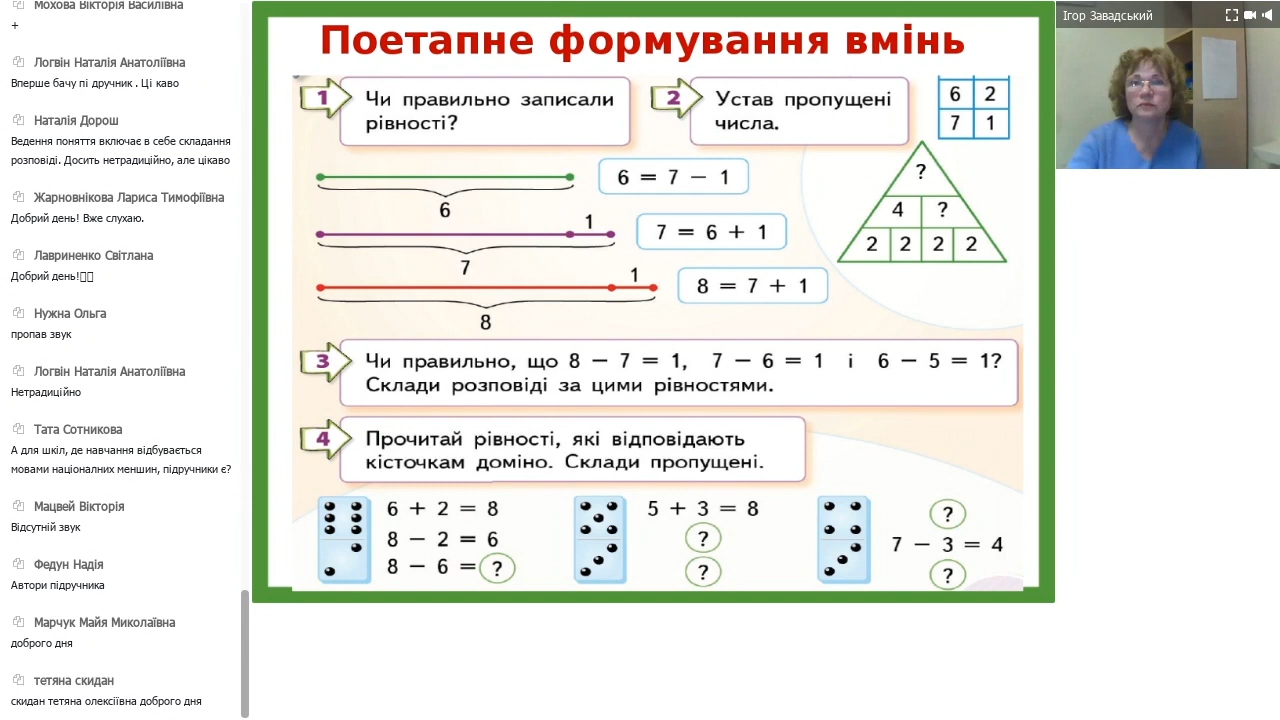 Мохова Вікторія Василівна
+
Логвін Наталія Анатоліївна
Вперше бачу пі дручник . Ці каво
Наталія Дорош
Ведення поняття включає в себе складання
розповіді. Досить нетрадиційно, але цікаво
Жарновнікова Лариса Тимофіївна
Добрий день! Вже слухаю.
Лавриненко Світлана
Добрий день!
Нужна Ольга
пропав звук
Логвін Наталія Анатоліївна
Нетрадиційно
Тата Сотникова
А для шкіл, де навчання відбувається
мовами націоналних меншин, підручники є?
Мацвей Вікторія
Відсутній звук
Федун Надія
Автори підручника
Марчук Майя Миколаївна
доброго дня
тетяна скидан
скидан тетяна олексіївна доброго дня
Поетапне формування вмінь
1 Чи правильно записали
рівності?
2 Устав пропущені
числа.
6 2
7 1
6 = 7 − 1
6
1
7 = 6 + 1
7
1
8 = 7 + 1
8
?
4 ?
2 2 2 2
3 Чи правильно, що 8 − 7 = 1, 7 − 6 = 1 і 6 − 5 = 1?
Склади розповіді за цими рівностями.
4 Прочитай рівності, які відповідають
кісточкам доміно. Склади пропущені.
6 + 2 = 8
8 − 2 = 6
8 − 6 = ?
5 + 3 = 8
?
?
?
7 − 3 = 4
?
Ігор Завадський